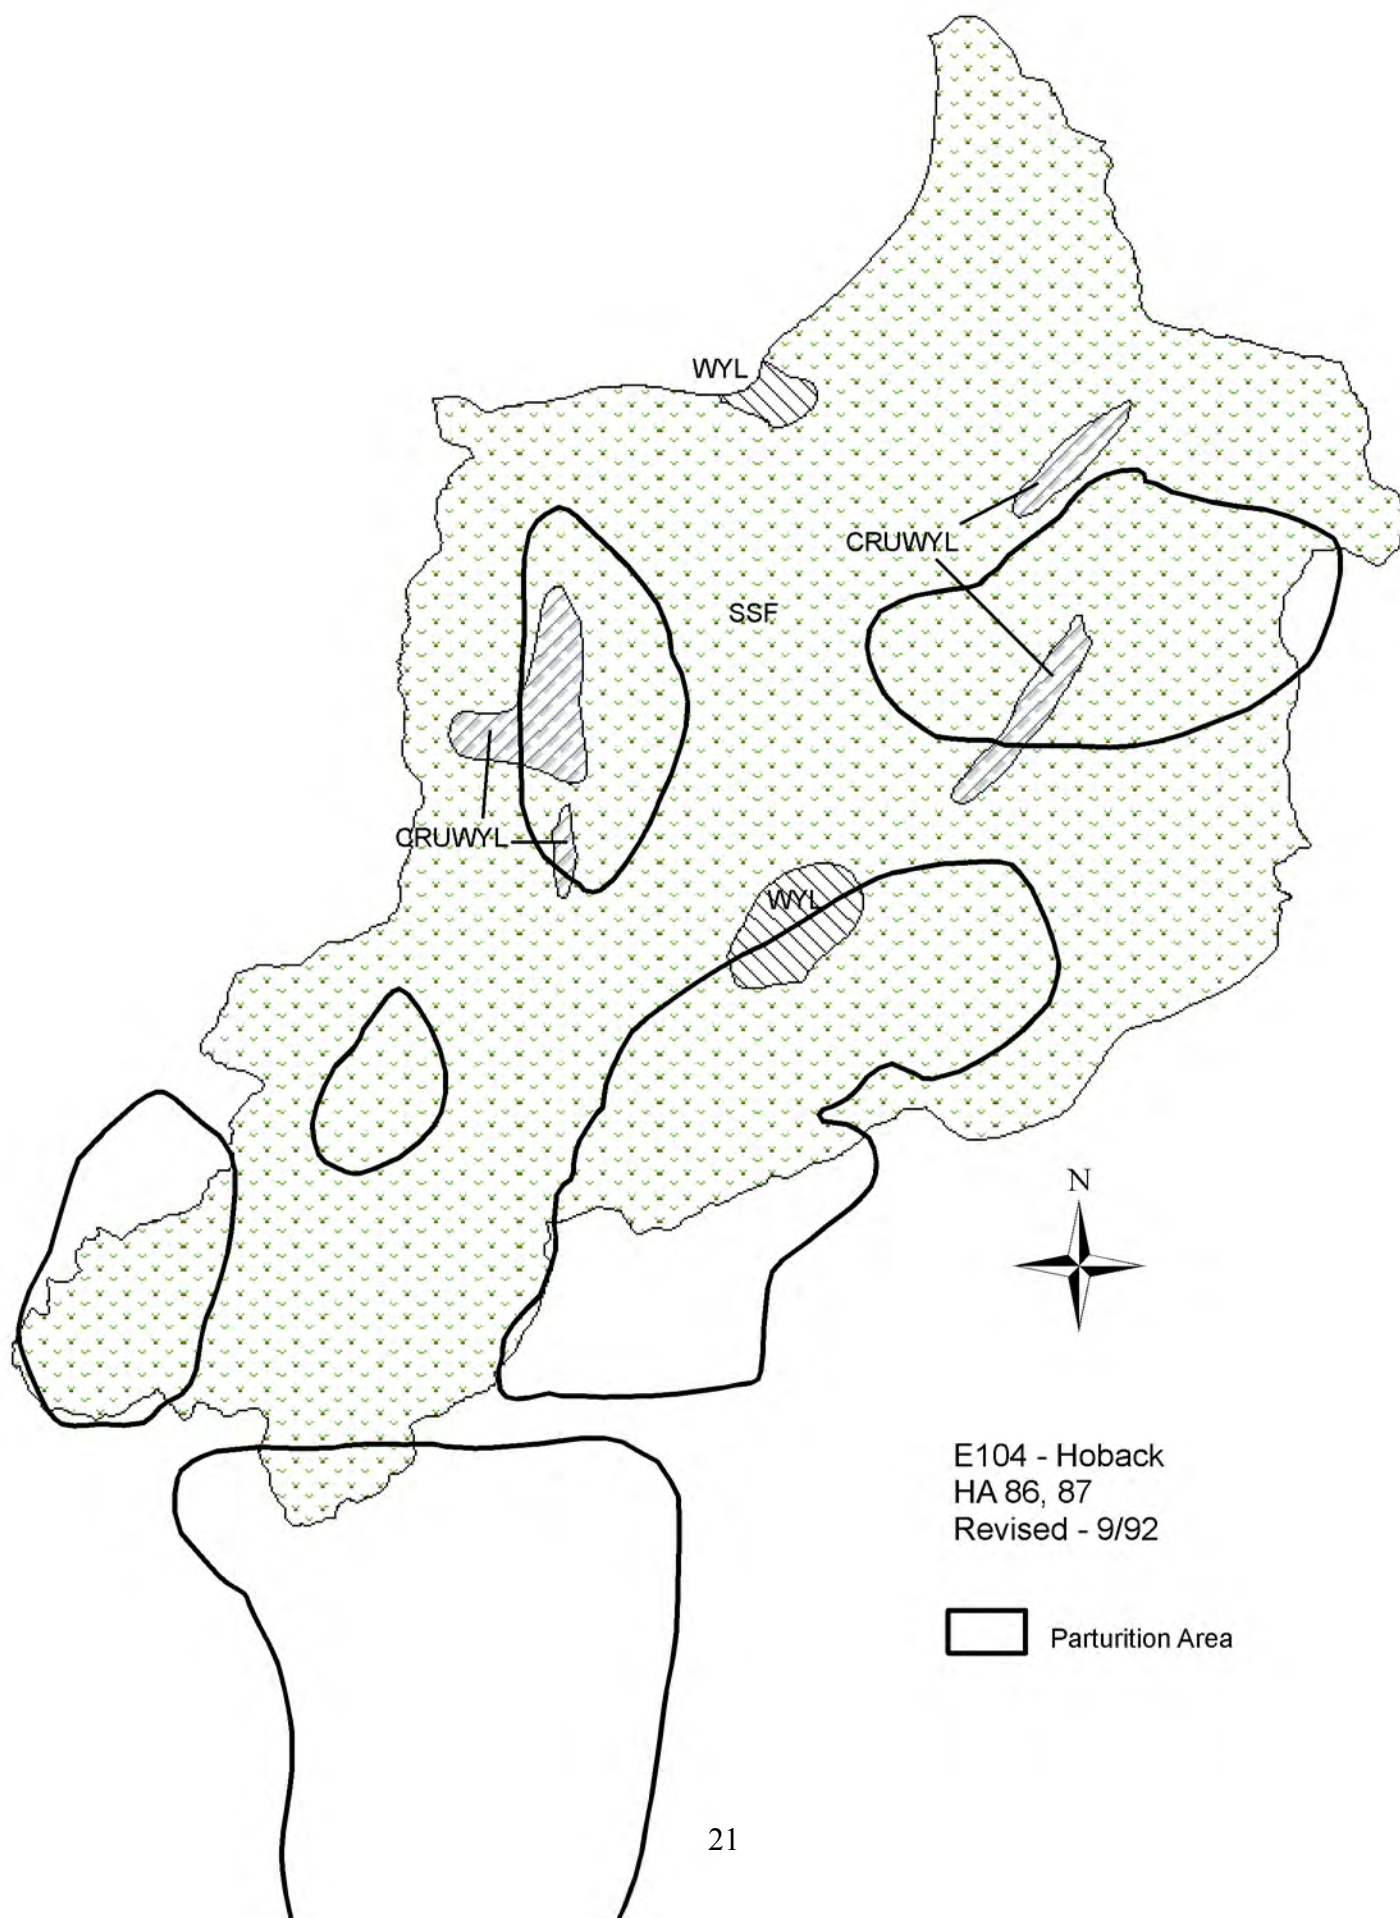 WYL
CRUWYL
SSF
CRUWYL
WYL
N
E104 - Hoback
HA 86, 87
Revised - 9/92
Parturition Area
21